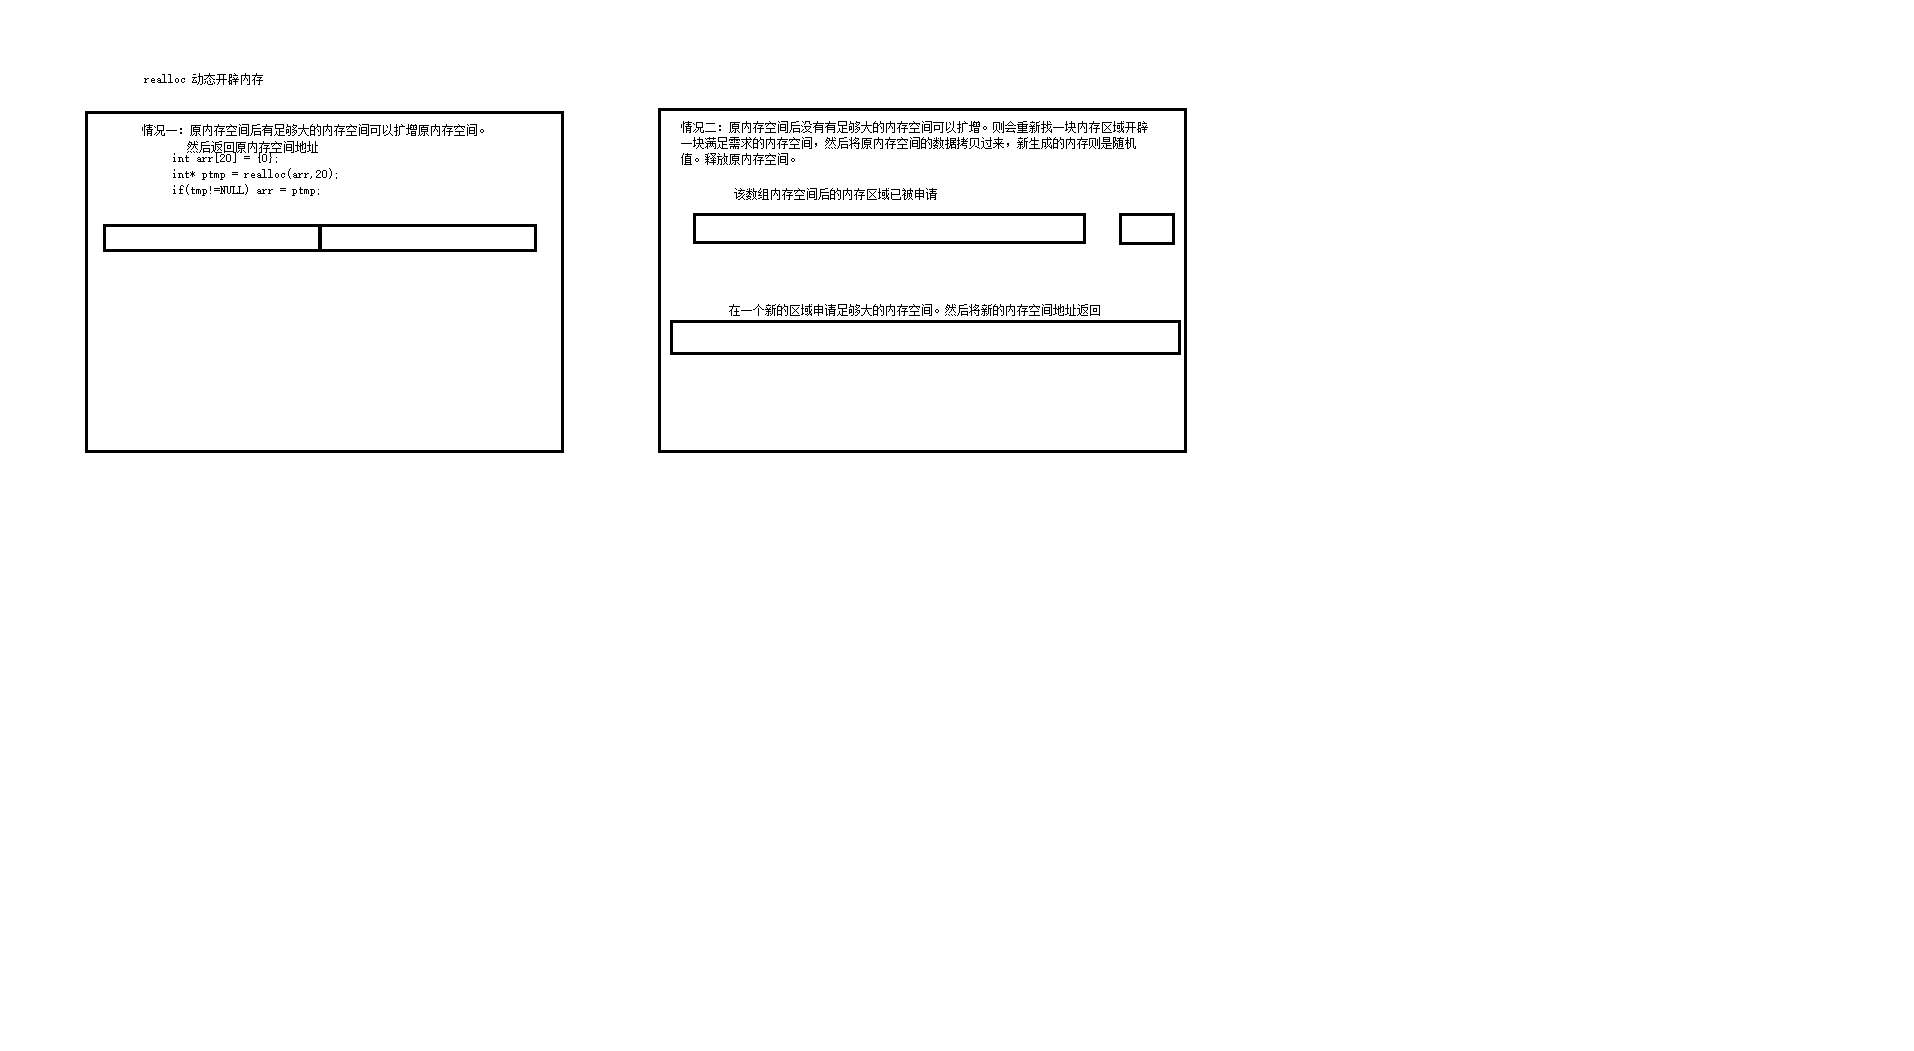 realloc 动态开辟内存
情况一：原内存空间后有足够大的内存空间可以扩增原内存空间。
然后返回原内存空间地址
int arr[20] = {0};
int* ptmp = realloc(arr,20);
if(tmp!=NULL) arr = ptmp;
情况二：原内存空间后没有有足够大的内存空间可以扩增。则会重新找一块内存区域开辟
一块满足需求的内存空间，然后将原内存空间的数据拷贝过来，新生成的内存则是随机
值。释放原内存空间。
该数组内存空间后的内存区域已被申请
在一个新的区域申请足够大的内存空间。然后将新的内存空间地址返回